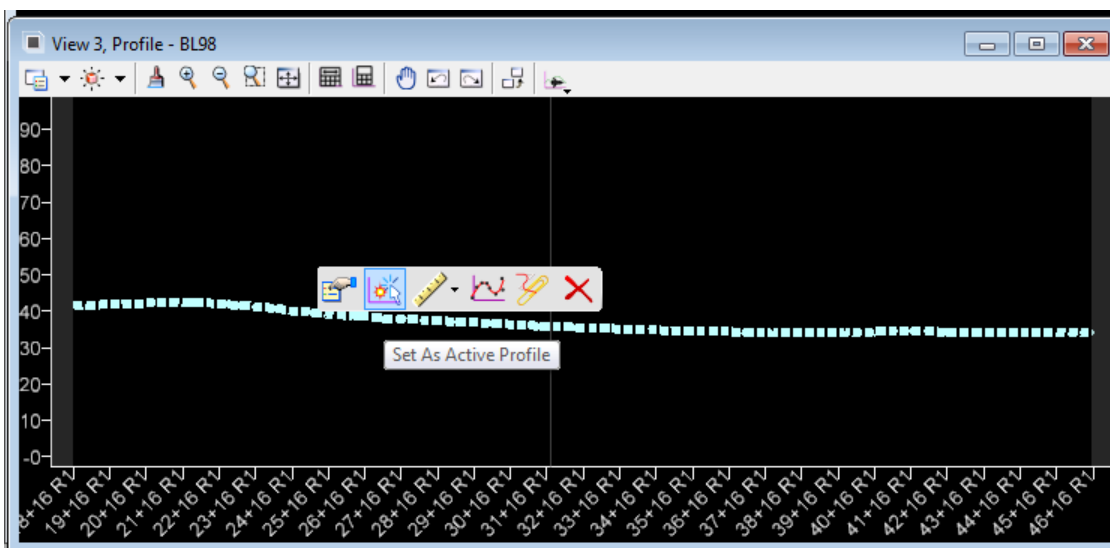 View 3, Profile - BL98
90-
80-
70-
60-
50-
40-
30-
20-
10-
-0-
Set As Active Profile
8+16 R1
19+16 R1
20+16 R1
21+16 R1
22+16 R1
23+16 R1
24+16 R1
25+16 R1
26+16 R1
27+16 R1
28+16 R1
29+16 R1
30+16 R1
31+16 R1
32+16 R1
33+16 R1
34+16 R1
35+16 R1
36+16 R1
37+16 R1
38+16 R1
39+16 R1
40+16 R1
41+16 R1
42+16 R1
43+16 R1
44+16 R1
45+16 R1
46+16 R1